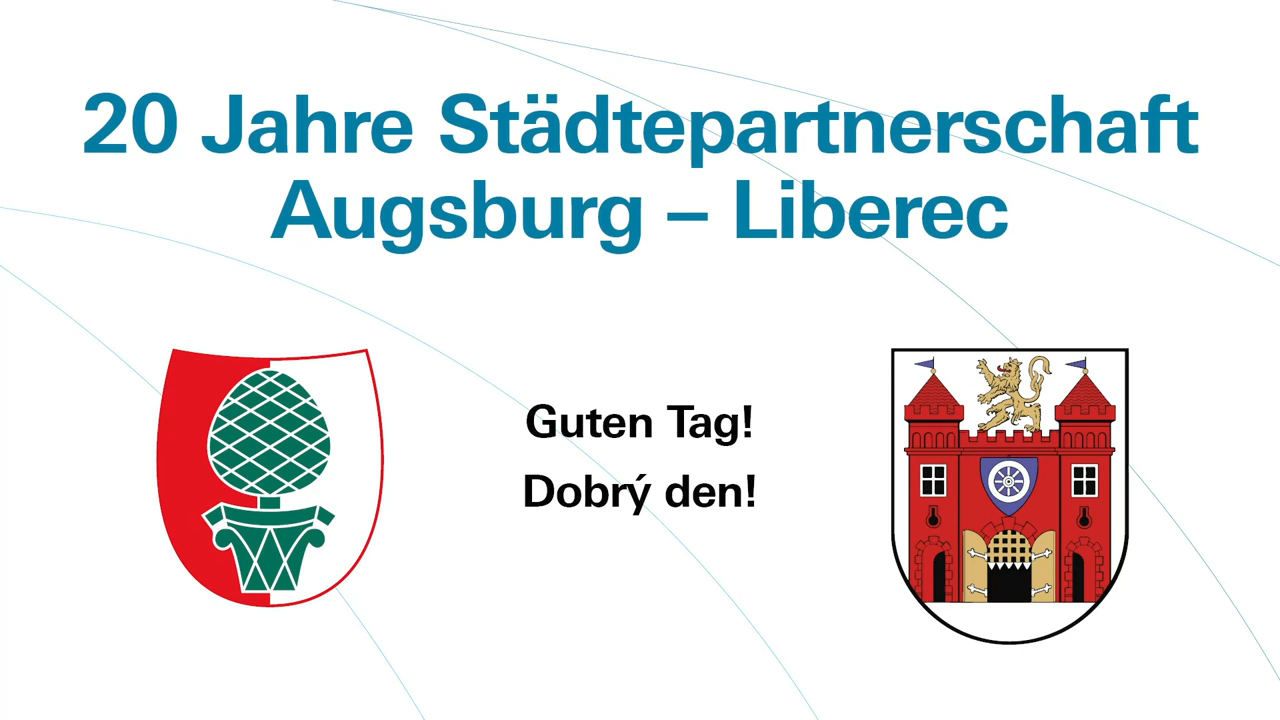 20 Jahre Städtepartnerschaft
Augsburg – Liberec
Guten Tag!
Dobrý den!